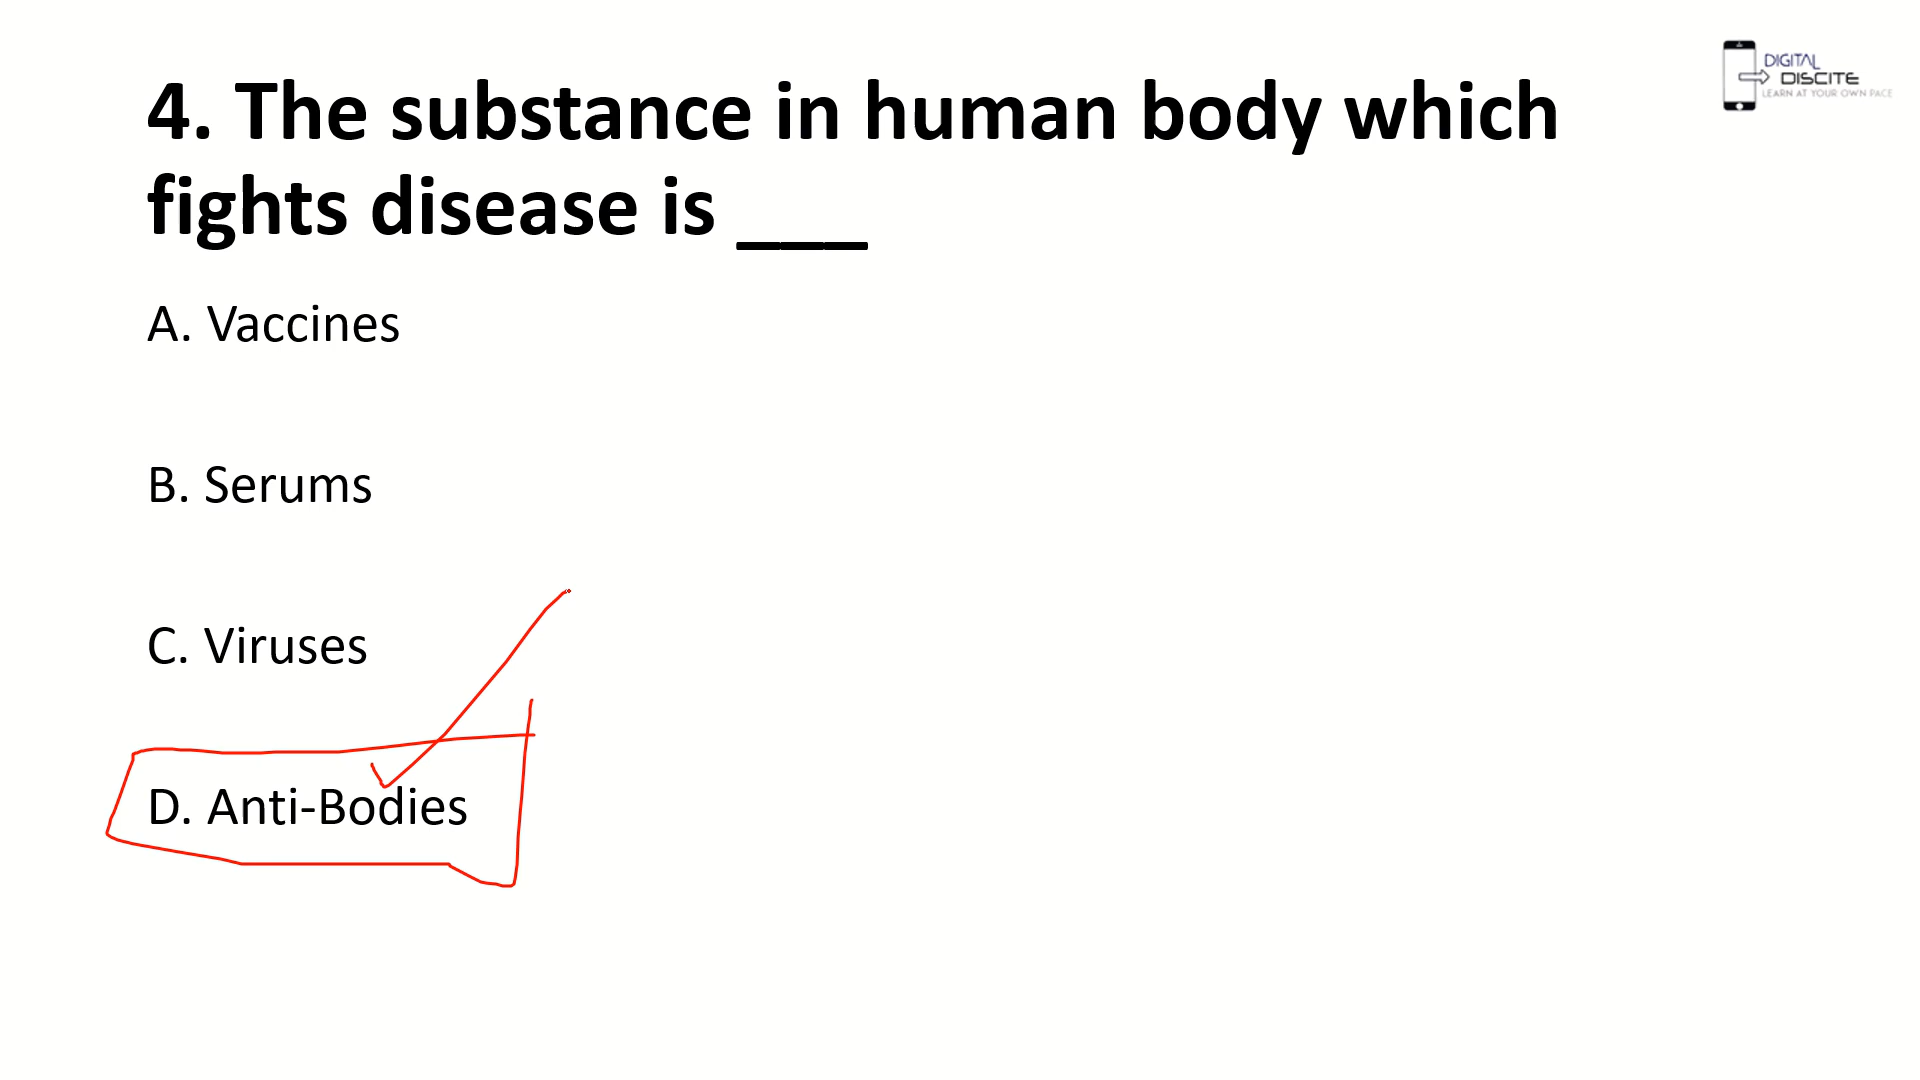 DIGITAL
DISCITE
LEARN AT YOUR OWN PACE
4. The substance in human body which
fights disease is ___
A. Vaccines
B. Serums
C. Viruses
D. Anti-Bodies